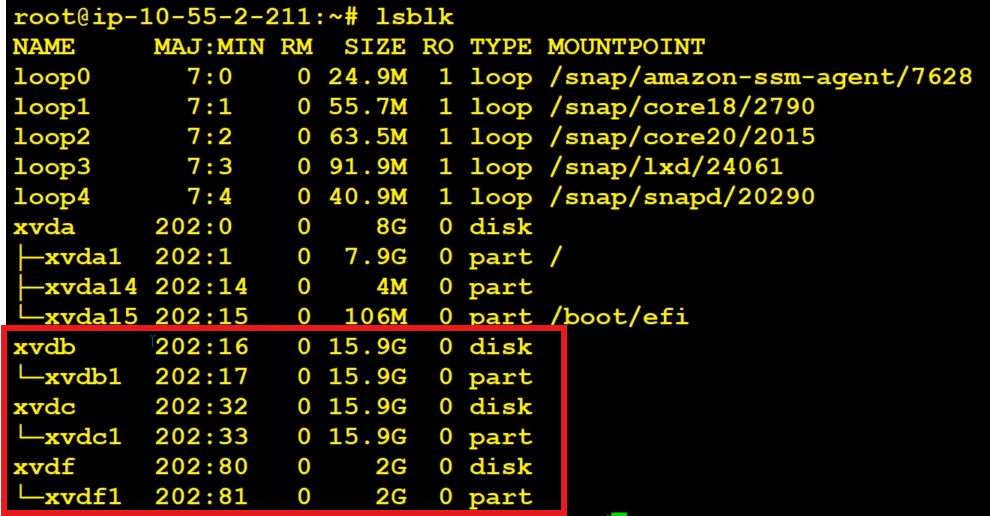 root@ip-10-55-2-211:~# lsblk
NAME MAJ:MIN RM SIZE RO TYPE MOUNTPOINT
loop0 7:0 0 24.9M 1 loop /snap/amazon-ssm-agent/7628
loop1 7:1 0 55.7M 1 loop /snap/core18/2790
loop2 7:2 0 63.5M 1 loop /snap/core20/2015
loop3 7:3 0 91.9M 1 loop /snap/lxd/24061
loop4 7:4 0 40.9M 1 loop /snap/snapd/20290
xvda 202:0 0 8G 0 disk
├─xvda1 202:1 0 7.9G 0 part /
├─xvda14 202:14 0 4M 0 part
└─xvda15 202:15 0 106M 0 part /boot/efi
xvdb 202:16 0 15.9G 0 disk
└─xvdb1 202:17 0 15.9G 0 part
xvdc 202:32 0 15.9G 0 disk
└─xvdc1 202:33 0 15.9G 0 part
xvdf 202:80 0 2G 0 disk
└─xvdf1 202:81 0 2G 0 part